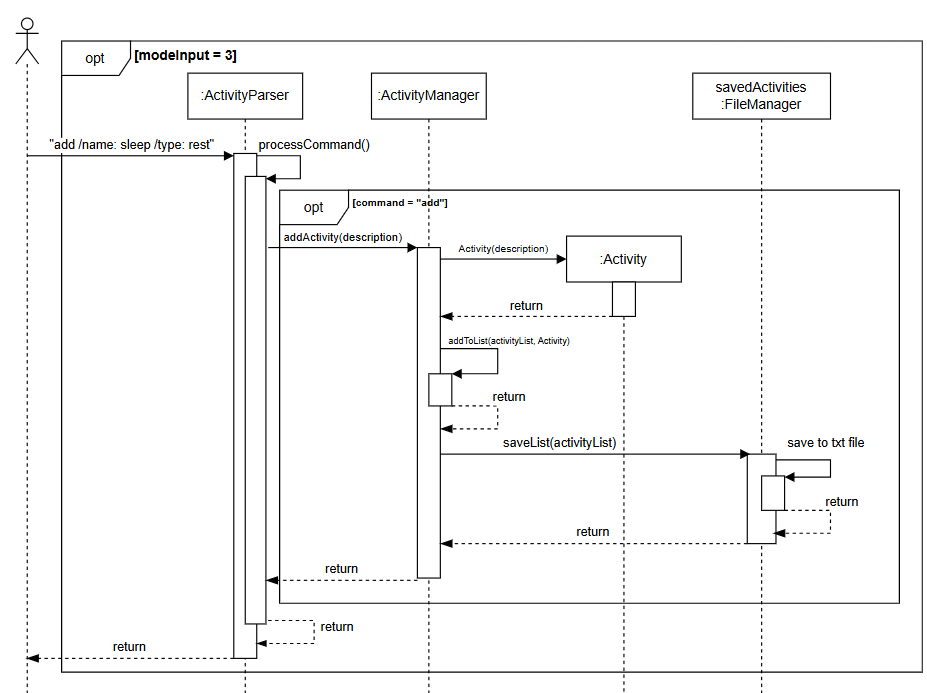 opt
[modeInput = 3]
:ActivityParser
:ActivityManager
savedActivities
:FileManager
"add /name: sleep /type: rest"
processCommand()
opt
[command = "add"]
addActivity(description)
Activity(description)
:Activity
return
addToList(activityList, Activity)
return
saveList(activityList)
save to txt file
return
return
return
return
return